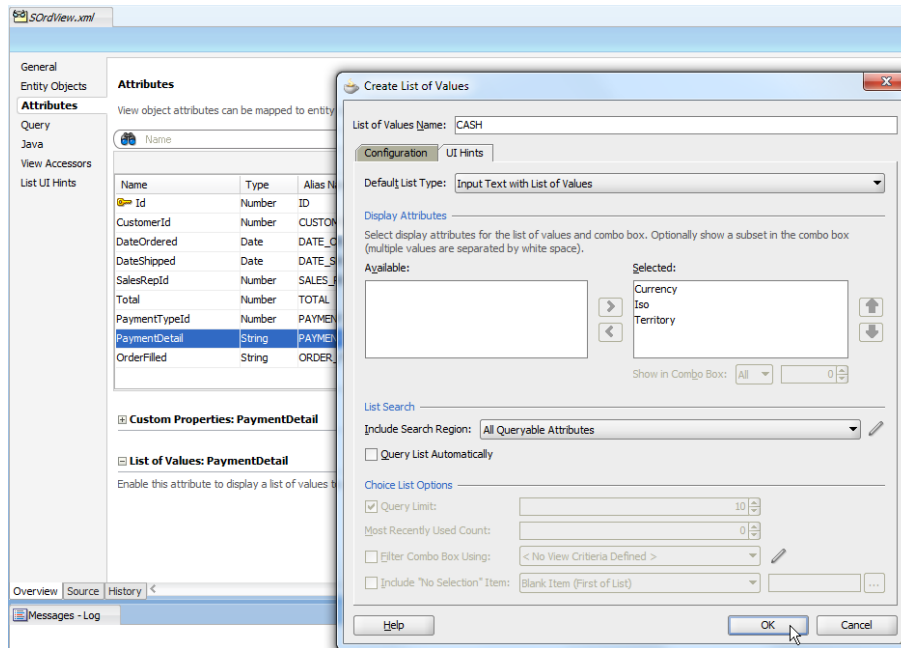 SOrdView.xml
General
Entity Objects
Attributes
Query
Java
View Accessors
List UI Hints
Attributes
View object attributes can be mapped to entity
Name
Name Type Alias
Id Number ID
CustomerId Number
DateOrdered Date
DateShipped Date
SalesRepId Number
Total Number TOTAL
PaymentTypeId Number
PaymentDetail String
OrderFilled String
Custom Properties: PaymentDetail
List of Values: PaymentDetail
Enable this attribute to display a list of values
Overview Source History
Messages - Log
Create List of Values
List of Values Name: CASH
Configuration UI Hints
Default List Type: Input Text with List of Values
Display Attributes
Select display attributes for the list of values and combo box. Optionally show a subset in the combo box
(multiple values are separated by white space).
Available: Selected:
Currency
Iso
Territory
Show in Combo Box: All 0
List Search
Include Search Region: All Queryable Attributes
Query List Automatically
Choice List Options
Query Limit: 10
Most Recently Used Count: 0
Filter Combo Box Using: < No View Critieria Defined >
Include "No Selection" Item: Blank Item (First of List) ...
Help OK Cancel